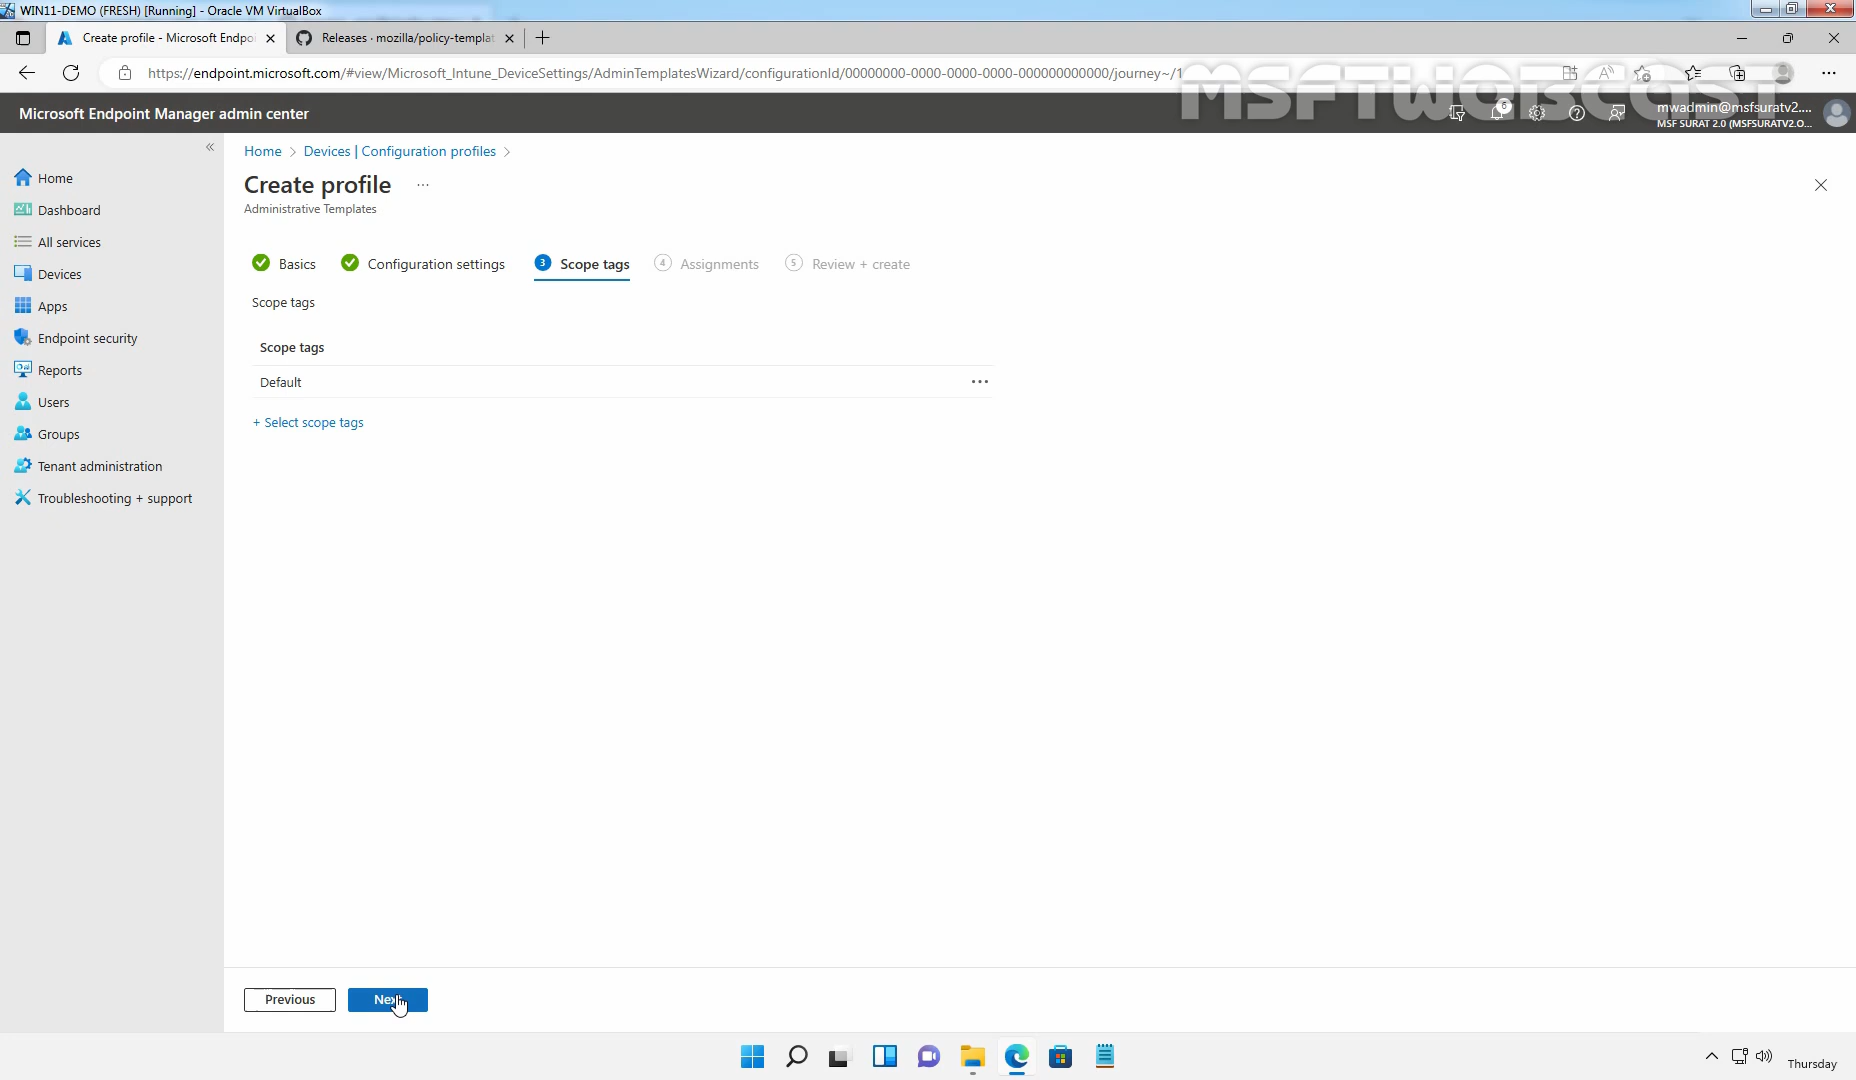 WIN11-DEMO (FRESH) [Running] - Oracle VM VirtualBox
Create profile - Microsoft Endpo
Releases · mozilla/policy-templat
https://endpoint.microsoft.com/#view/Microsoft_Intune_DeviceSettings/AdminTemplatesWizard/configurationId/00000000-0000-0000-0000-000000000000/journey~/1
MSFTWEBCAST
Microsoft Endpoint Manager admin center
6
mwadmin@msfsuratv2....
MSF SURAT 2.0 (MSFSURATV2.O...
Home > Devices | Configuration profiles >
Create profile ...
Administrative Templates
Home
Dashboard
All services
Devices
Apps
Endpoint security
Reports
Users
Groups
Tenant administration
Troubleshooting + support
Basics
Configuration settings
3 Scope tags
4 Assignments
5 Review + create
Scope tags
Scope tags
Default
+ Select scope tags
Previous
Next
Thursday